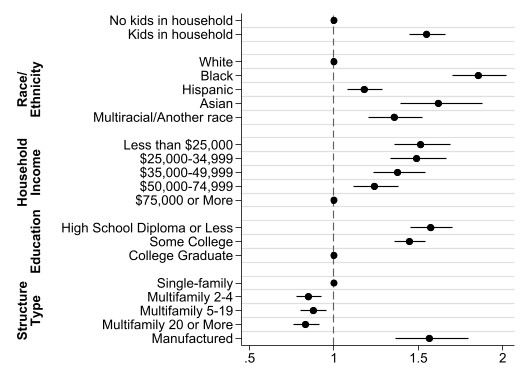 No kids in household
Kids in household
Race/
Ethnicity
White
Black
Hispanic
Asian
Multiracial/Another race
Household
Income
Less than $25,000
$25,000-34,999
$35,000-49,999
$50,000-74,999
$75,000 or More
Education
High School Diploma or Less
Some College
College Graduate
Structure
Type
Single-family
Multifamily 2-4
Multifamily 5-19
Multifamily 20 or More
Manufactured
.5 1 1.5 2